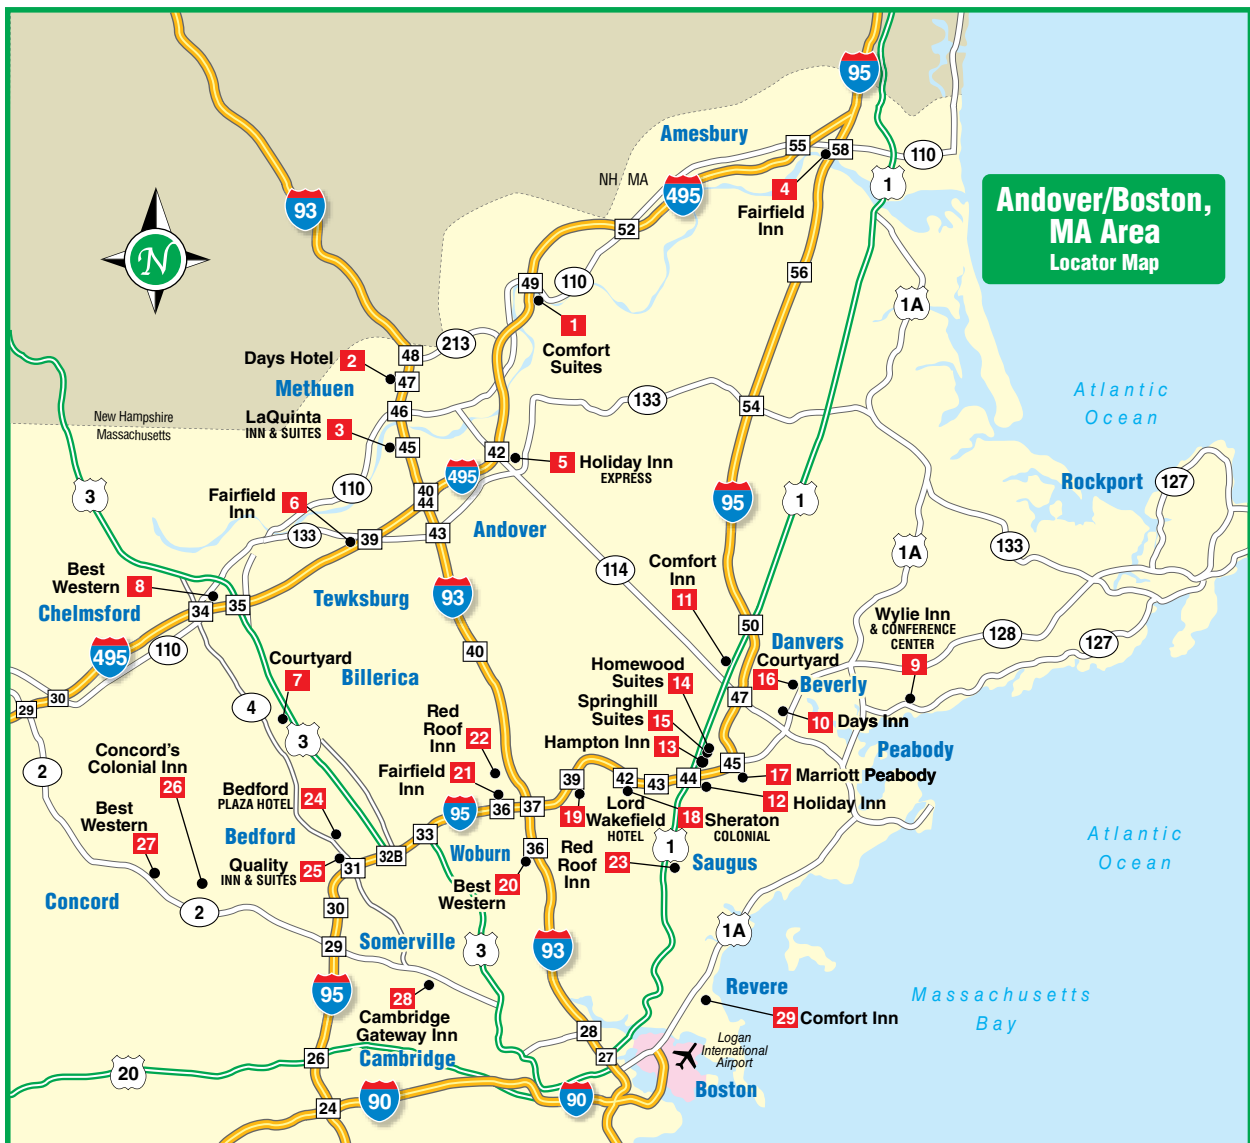 95
Amesbury
55
58
110
NH MA
93
495
4
1
Fairfield
Inn
Andover/Boston,
MA Area
Locator Map
N
52
56
49
110
1A
1
Comfort
Suites
213
48
Days Hotel 2
47
Methuen
Atlantic
Ocean
New Hampshire
Massachusetts
46
133
54
LaQuinta
INN & SUITES 3
45
42
5 Holiday Inn
EXPRESS
495
Rockport
127
3
110
40
44
95
1
Fairfield
Inn
6
133
39
43
Andover
1A
133
114
Best
Western 8
Comfort
Inn
11
93
Tewksburg
34
35
Chelmsford
50
Danvers
Wylie Inn
& CONFERENCE
CENTER
9
128
127
110
495
40
Courtyard
7
Billerica
Homewood
Suites 14
Courtyard
16
Beverly
30
29
4
47
Springhill
Suites 15
10 Days Inn
Red
Roof
Inn
22
3
Hampton Inn 13
Peabody
2
Concord's
Colonial Inn
26
Fairfield
Inn
21
39
42
43
44
45
17 Marriott Peabody
Bedford
PLAZA HOTEL 24
95
36
37
19
Lord
Wakefield
HOTEL
18 Sheraton
COLONIAL
12 Holiday Inn
Best
Western
27
Bedford
33
32B
Woburn
36
Red
Roof
Inn
23
1
Saugus
Atlantic
Ocean
Quality
INN & SUITES 25
31
Best
Western
20
Concord
2
30
1A
29
Somerville
3
93
95
28
Cambridge
Gateway Inn
Revere
Massachusetts
Bay
29 Comfort Inn
28
Logan
International
Airport
26
Cambridge
27
20
Boston
90
90
24